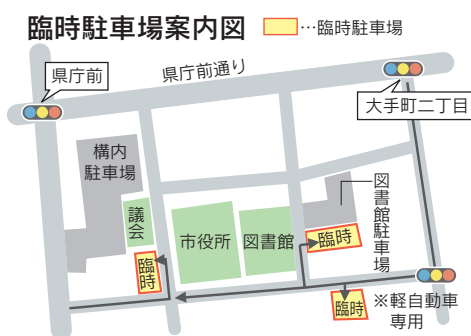 臨時駐車場案内図
…臨時駐車場
県庁前
県庁前通り
大手町二丁目
構内
駐車場
議会
臨時
市役所
図書館
臨時
図書館駐車場
臨時
※軽自動車
専用